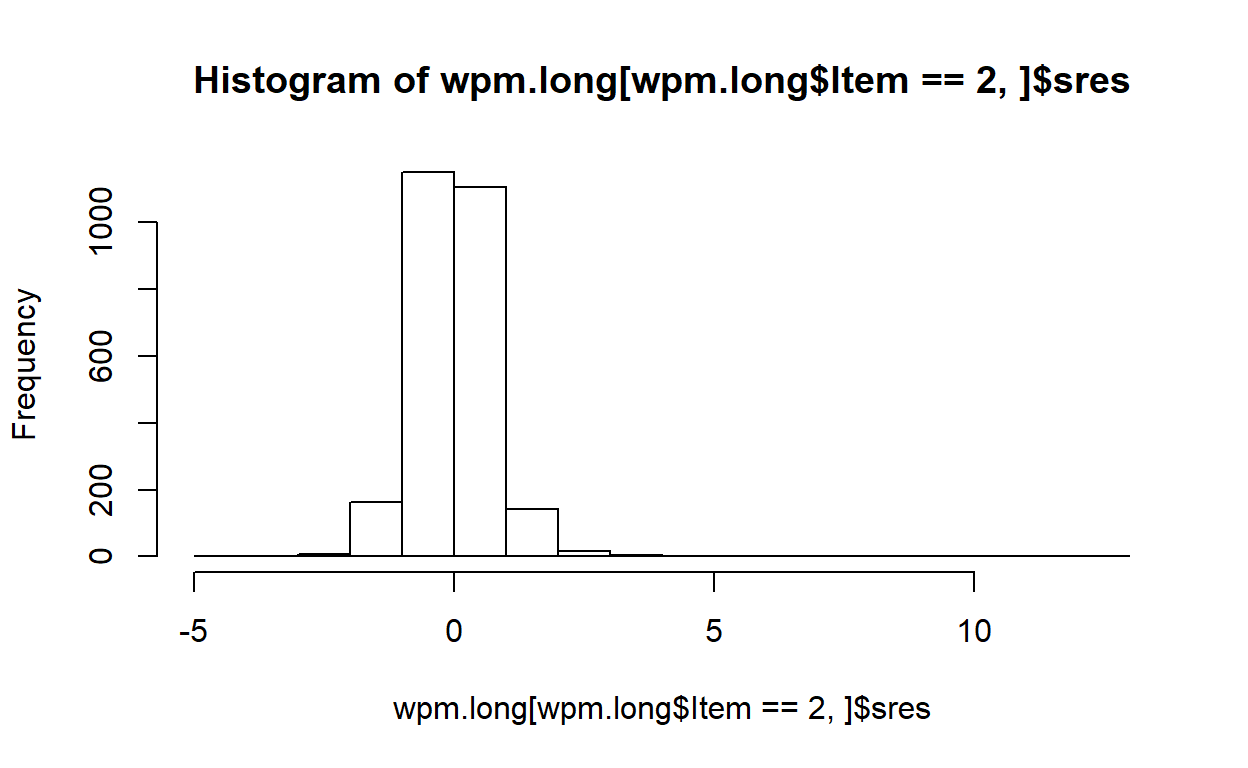 Histogram of wpm.long[wpm.long$Item == 2, ]$sres
Frequency
1000
600
200
0
-5 0 5 10
wpm.long[wpm.long$Item == 2, ]$sres